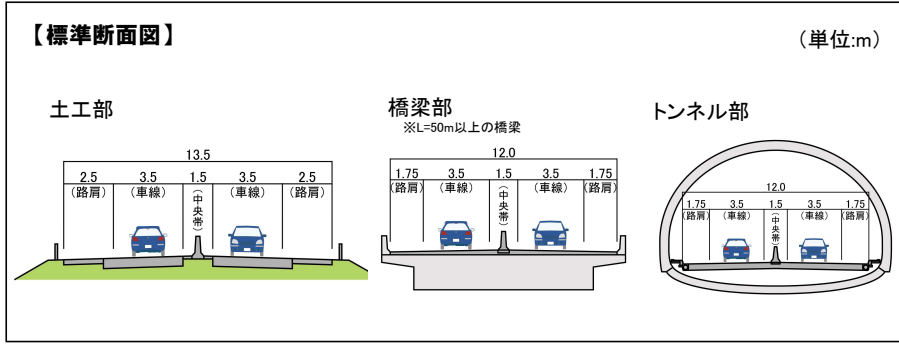 【標準断面図】
(単位:m)
土工部
13.5
2.5 3.5 1.5 3.5 2.5
(路肩) (車線) (中央帯) (車線) (路肩)
橋梁部
※L=50m以上の橋梁
12.0
1.75 3.5 1.5 3.5 1.75
(路肩) (車線) (中央帯) (車線) (路肩)
トンネル部
12.0
1.75 3.5 1.5 3.5 1.75
(路肩) (車線) (中央帯) (車線) (路肩)